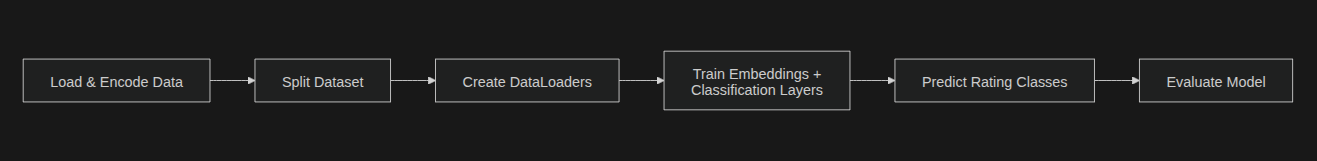 Load & Encode Data
Split Dataset
Create DataLoaders
Train Embeddings +
Classification Layers
Predict Rating Classes
Evaluate Model